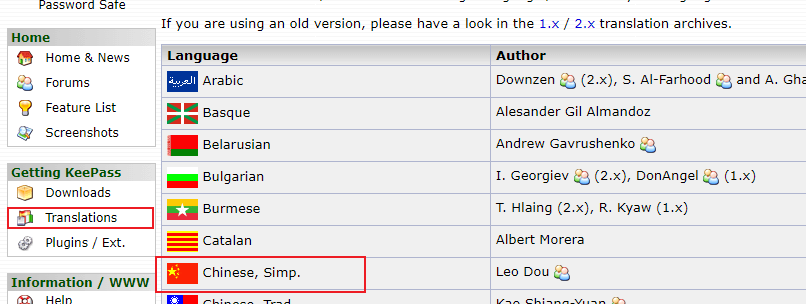 Password Safe
Home
Home & News
Forums
Feature List
Screenshots
Getting KeePass
Downloads
Translations
Plugins / Ext.
Information / WWW
Help
If you are using an old version, please have a look in the 1.x / 2.x translation archives.
Language Author
Arabic Downzen (2.x), S. Al-Farhood and A. Gha
Basque Alesander Gil Almandoz
Belarusian Andrew Gavrushenko
Bulgarian I. Georgiev (2.x), DonAngel (1.x)
Burmese T. Hlaing (2.x), R. Kyaw (1.x)
Catalan Albert Morera
Chinese, Simp. Leo Dou
Chinese, Trad. Kao Shiang-Yuan